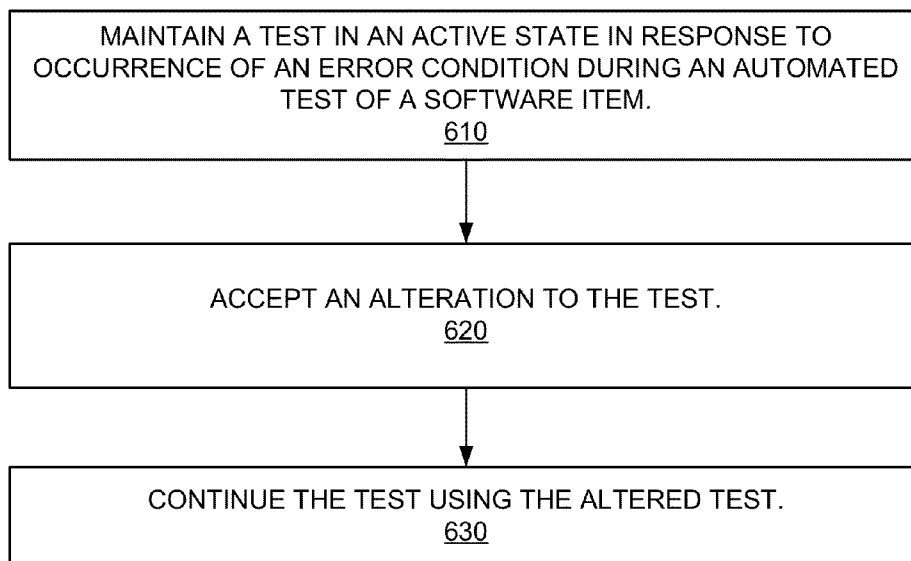 MAINTAIN A TEST IN AN ACTIVE STATE IN RESPONSE TO
OCCURRENCE OF AN ERROR CONDITION DURING AN AUTOMATED
TEST OF A SOFTWARE ITEM.
610
ACCEPT AN ALTERATION TO THE TEST.
620
CONTINUE THE TEST USING THE ALTERED TEST.
630